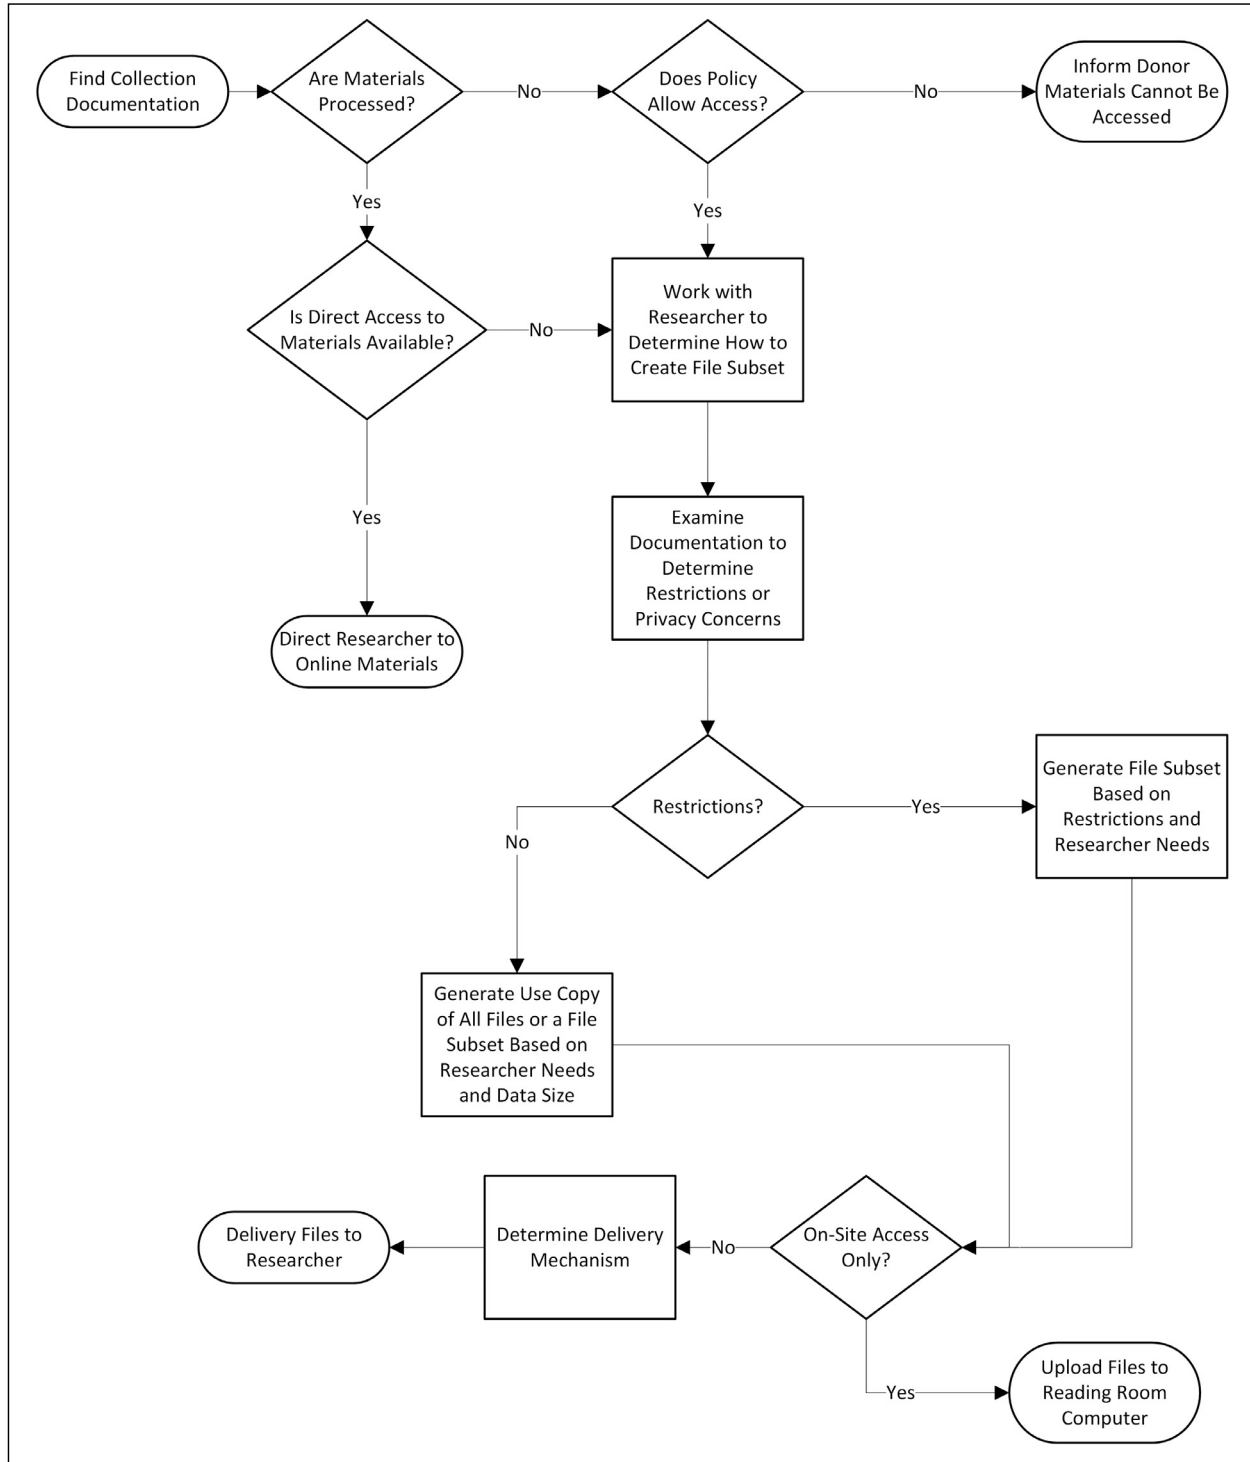 Find Collection
Documentation
Are Materials
Processed?
No
Does Policy
Allow Access?
No
Inform Donor
Materials Cannot Be
Accessed
Yes
Yes
Is Direct Access to
Materials Available?
No
Work with
Researcher to
Determine How to
Create File Subset
Yes
Examine
Documentation to
Determine
Restrictions or
Privacy Concerns
Direct Researcher to
Online Materials
Restrictions?
Yes
Generate File Subset
Based on
Restrictions and
Researcher Needs
No
Generate Use Copy
of All Files or a File
Subset Based on
Researcher Needs
and Data Size
Delivery Files to
Researcher
Determine Delivery
Mechanism
No
On-Site Access
Only?
Yes
Upload Files to
Reading Room
Computer